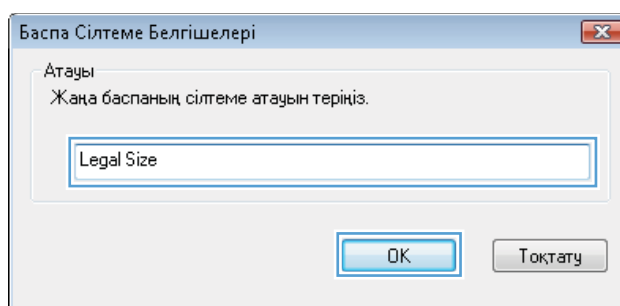 Баспа Сілтеме Белгішелері
Атауы
Жаңа баспаның сілтеме атауын теріңіз.
Legal Size
OK
Тоқтату